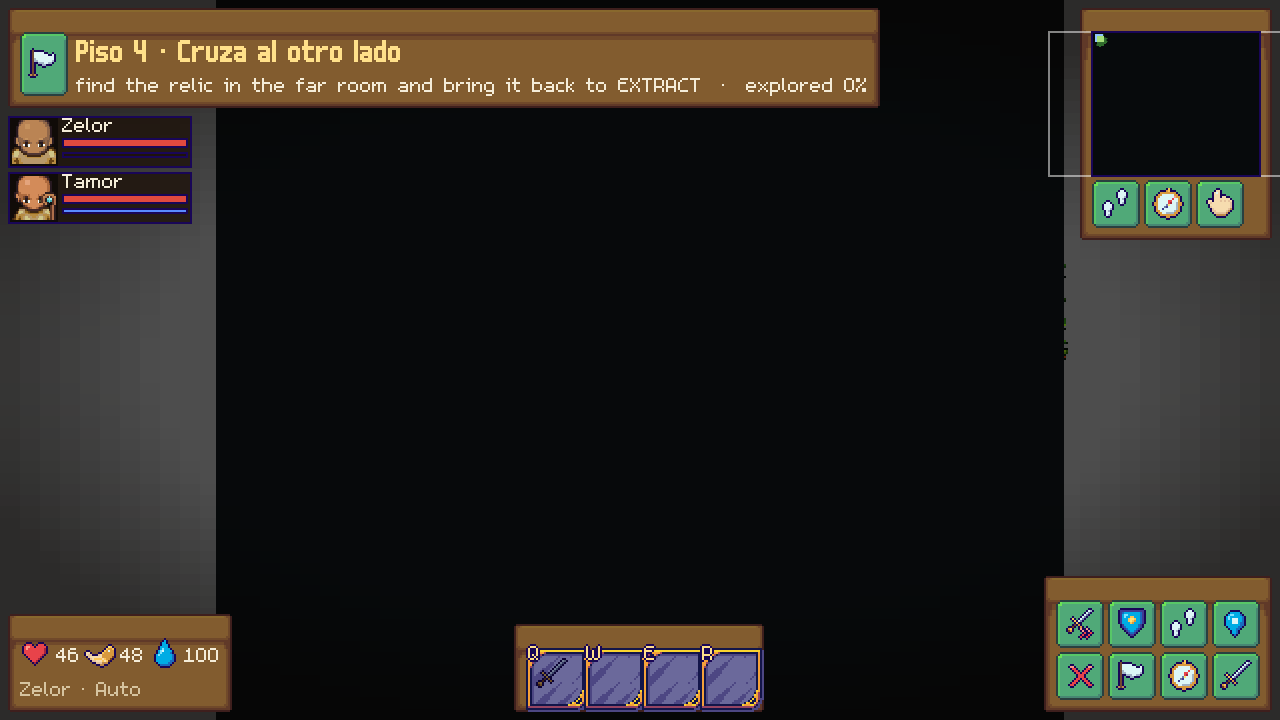 Piso 4 · Cruza al otro lado
find the relic in the far room and bring it back to EXTRACT · explored 0%
Zelor
Tamor
46 48 100
Zelor · Auto
Q W E R